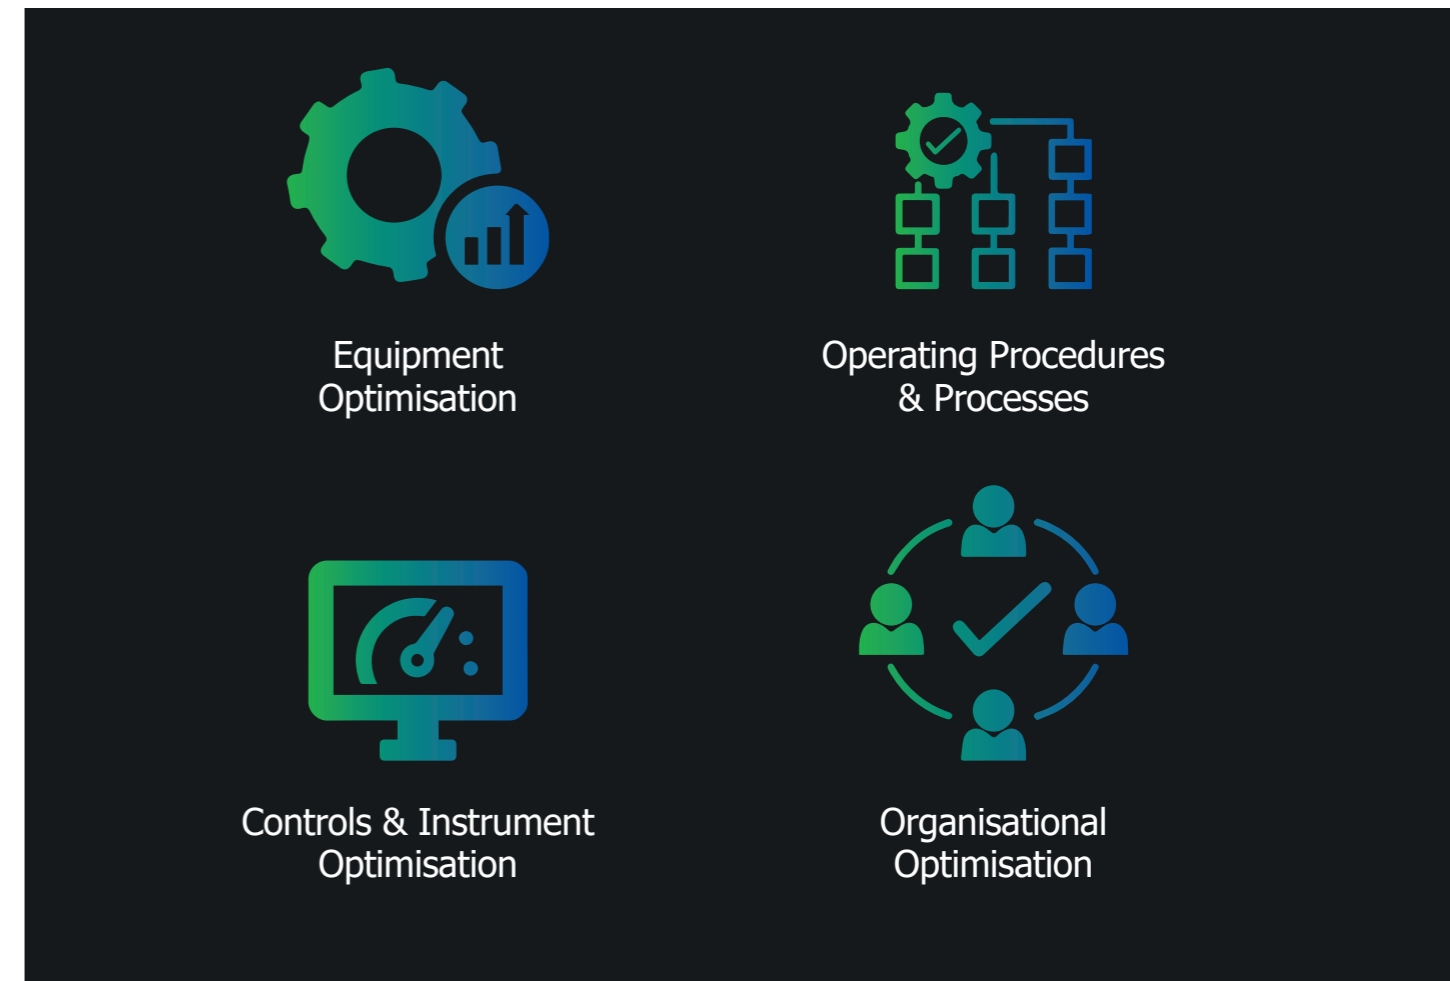 Equipment
Optimisation
Operating Procedures
& Processes
Controls & Instrument
Optimisation
Organisational
Optimisation